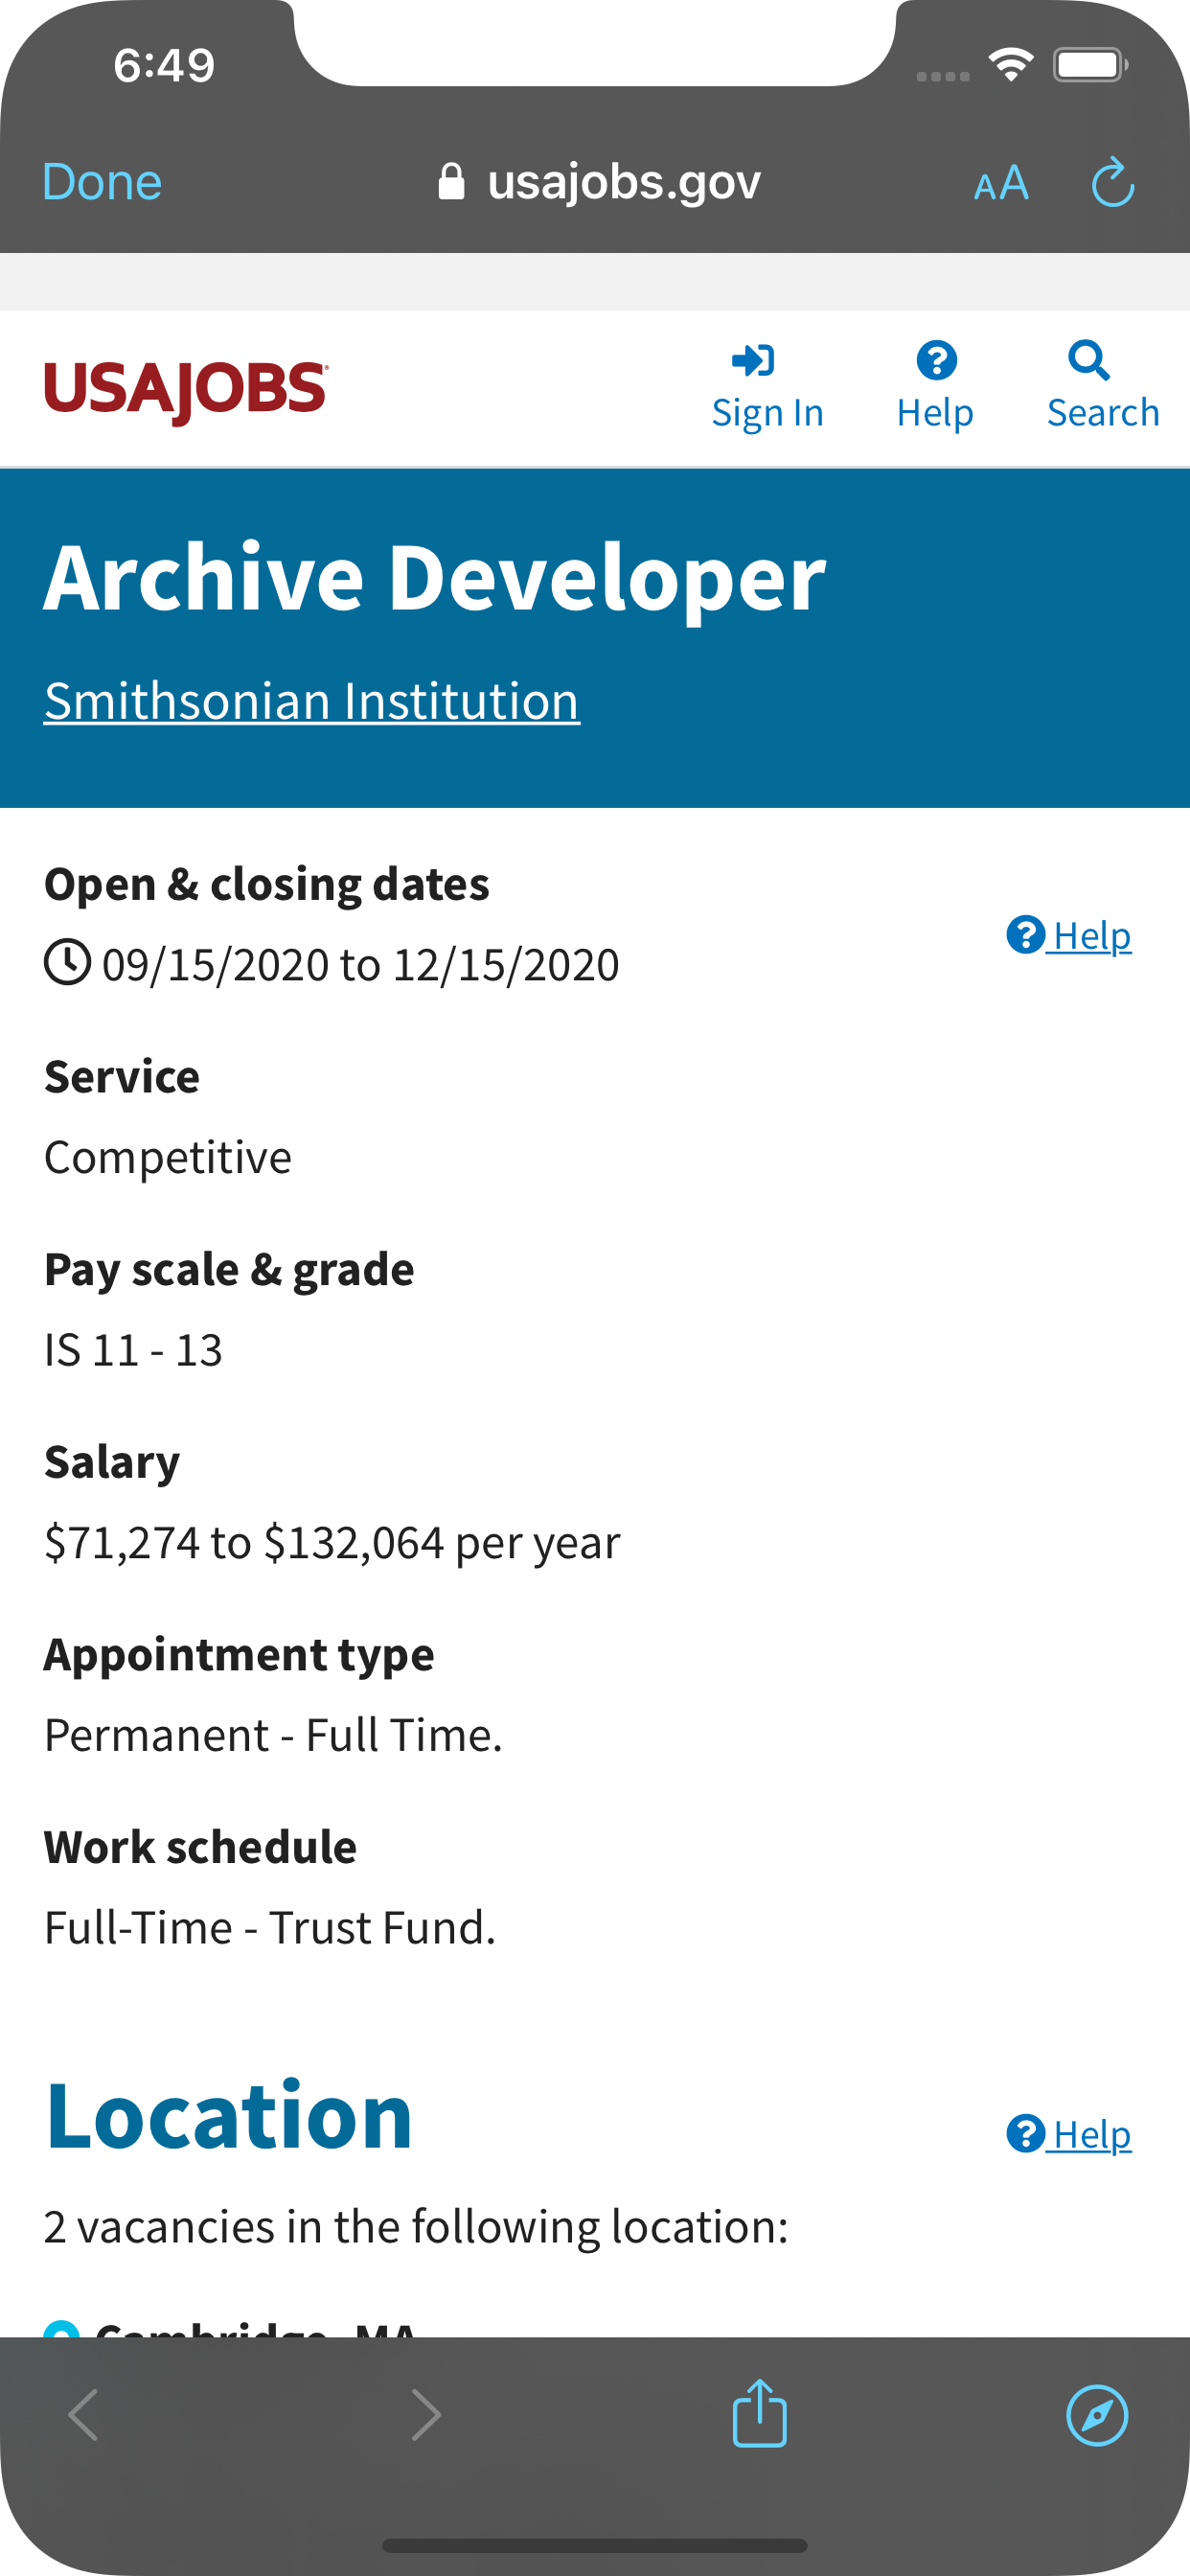 6:49
Done
usajobs.gov
AA
USAJOBS
Sign In
Help
Search
Archive Developer
Smithsonian Institution
Open & closing dates
09/15/2020 to 12/15/2020
Help
Service
Competitive
Pay scale & grade
IS 11 - 13
Salary
$71,274 to $132,064 per year
Appointment type
Permanent - Full Time.
Work schedule
Full-Time - Trust Fund.
Location
Help
2 vacancies in the following location:
Cambridge, MA